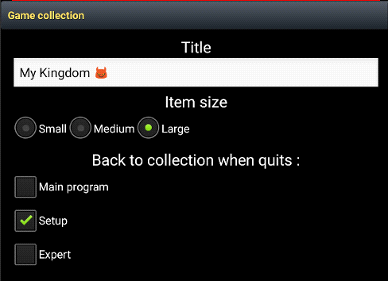 Game collection
Title
My Kingdom 👹
Item size
Small Medium Large
Back to collection when quits :
Main program
Setup
Expert